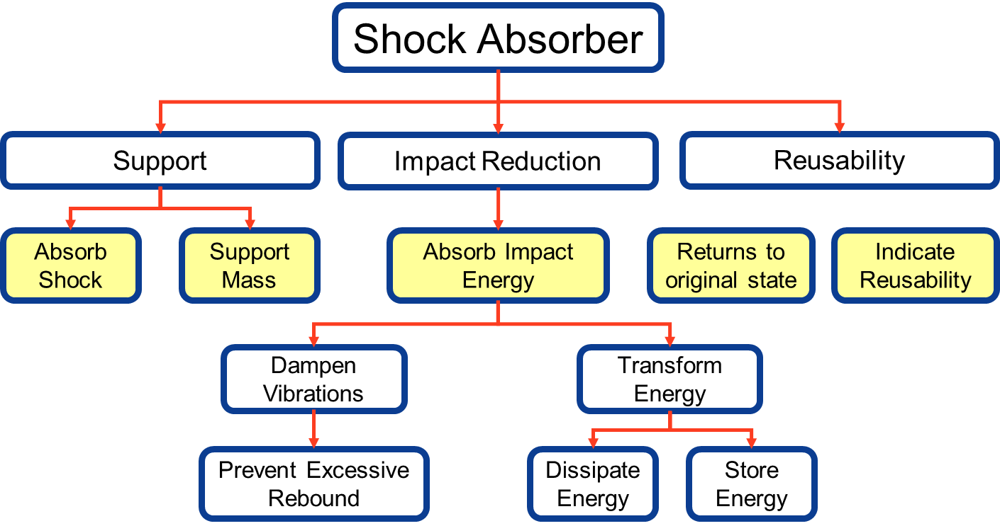 Shock Absorber
Support
Impact Reduction
Reusability
Absorb
Shock
Support
Mass
Absorb Impact
Energy
Returns to
original state
Indicate
Reusability
Dampen
Vibrations
Transform
Energy
Prevent Excessive
Rebound
Dissipate
Energy
Store
Energy